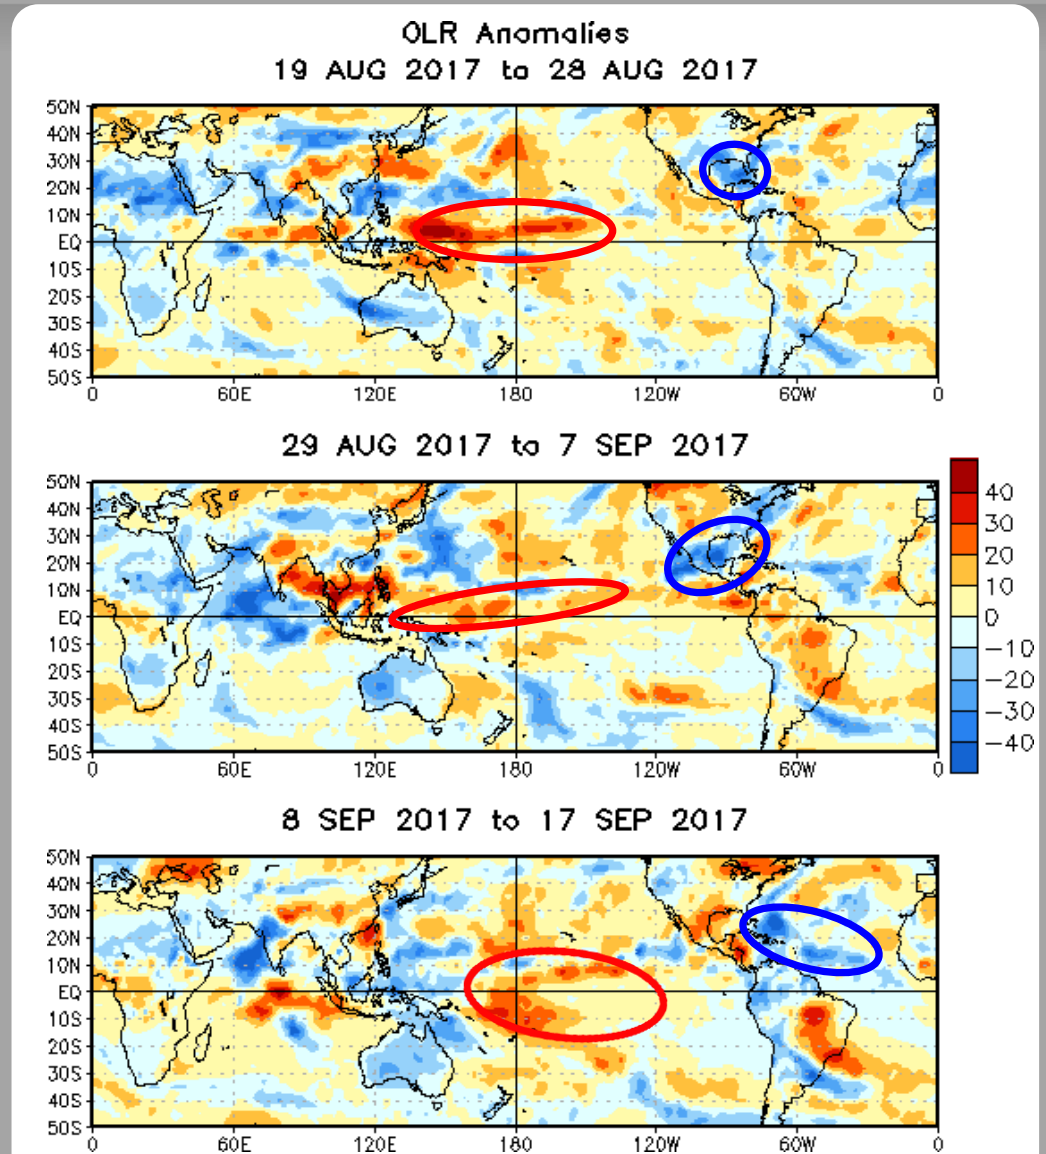 OLR Anomalies
19 AUG 2017 to 28 AUG 2017
50N
40N
30N
20N
10N
EQ
10S
20S
30S
40S
50S
0 60E 120E 180 120W 60W 0
29 AUG 2017 to 7 SEP 2017
50N
40N
30N
20N
10N
EQ
10S
20S
30S
40S
50S
0 60E 120E 180 120W 60W 0
40
30
20
10
0
-10
-20
-30
-40
8 SEP 2017 to 17 SEP 2017
50N
40N
30N
20N
10N
EQ
10S
20S
30S
40S
50S
0 60E 120E 180 120W 60W 0